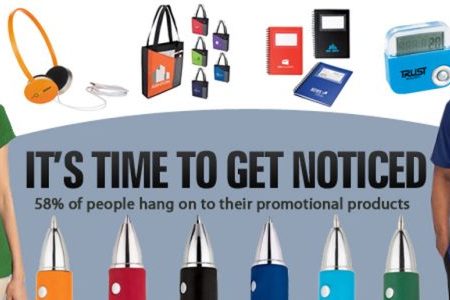 TRUST
IT'S TIME TO GET NOTICED
58% of people hang on to their promotional products